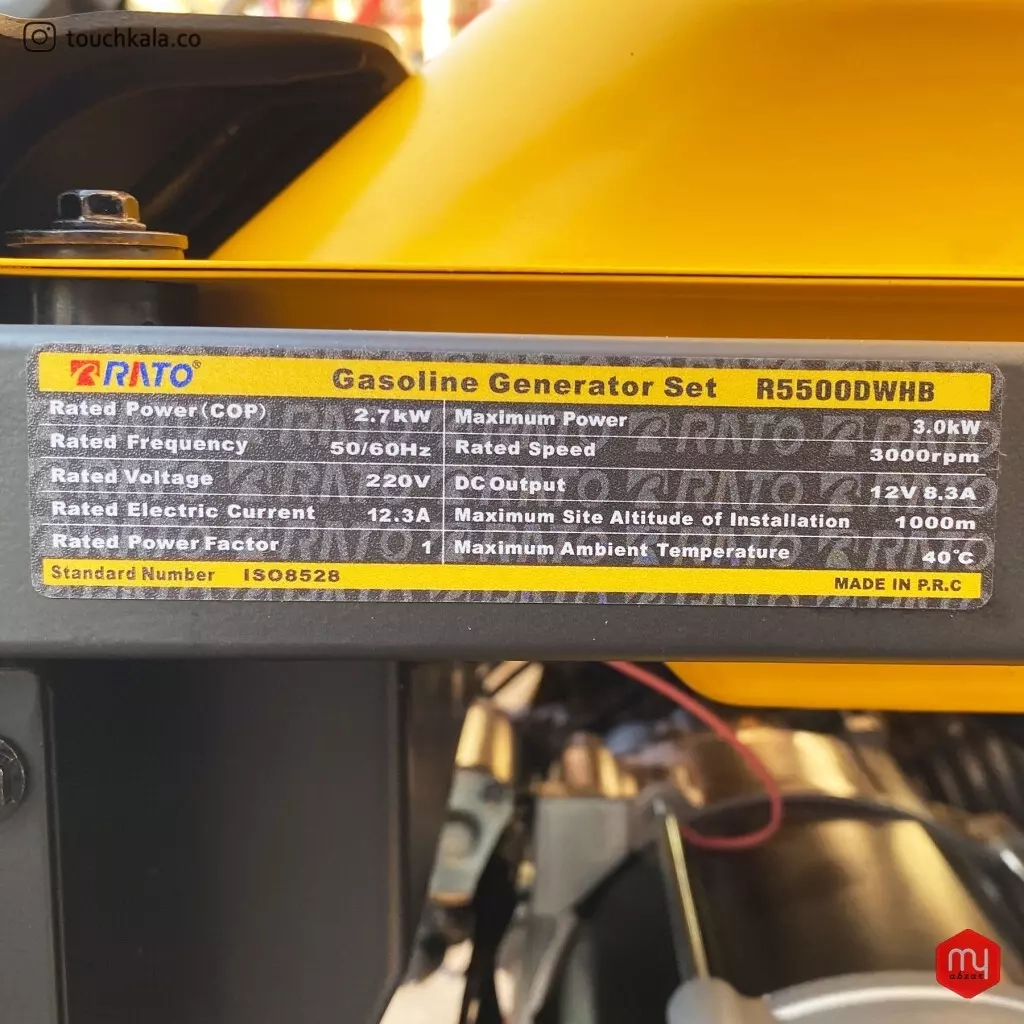 touchkala.co
RATO® Gasoline Generator Set R5500DWHB
Rated Power(COP) 2.7kW Maximum Power 3.0kW
Rated Frequency 50/60Hz Rated Speed 3000rpm
Rated Voltage 220V DC Output 12V 8.3A
Rated Electric Current 12.3A Maximum Site Altitude of Installation 1000m
Rated Power Factor 1 Maximum Ambient Temperature 40°C
Standard Number ISO8528 MADE IN P.R.C
my
abzar